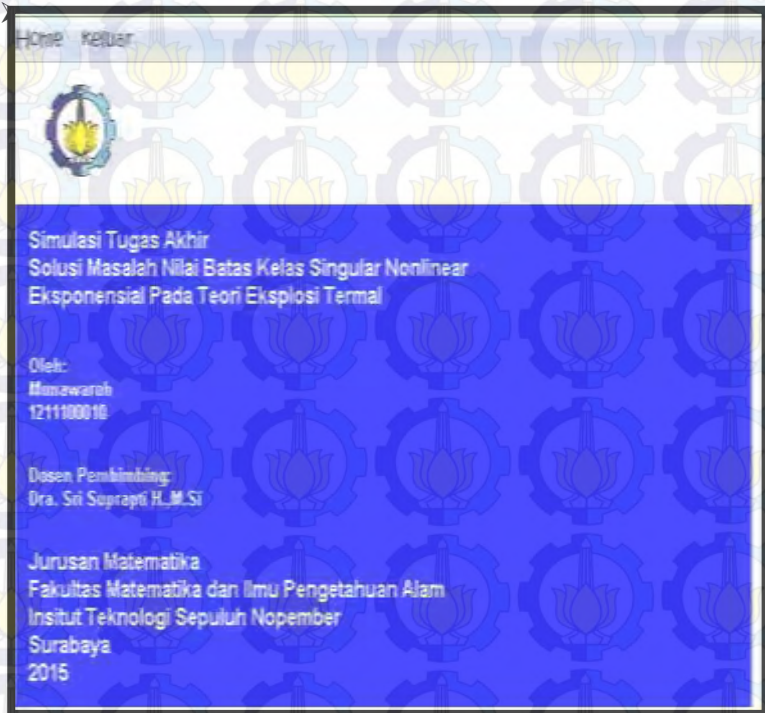 Home Keluar
Simulasi Tugas Akhir
Solusi Masalah Nilai Batas Kelas Singular Nonlinear
Eksponensial Pada Teori Eksplosi Termal
Oleh:
Munawaroh
1211100010
Dosen Pembimbing:
Dra. Sri Suprapti H.,M.Si
Jurusan Matematika
Fakultas Matematika dan Ilmu Pengetahuan Alam
Insitut Teknologi Sepuluh Nopember
Surabaya
2015